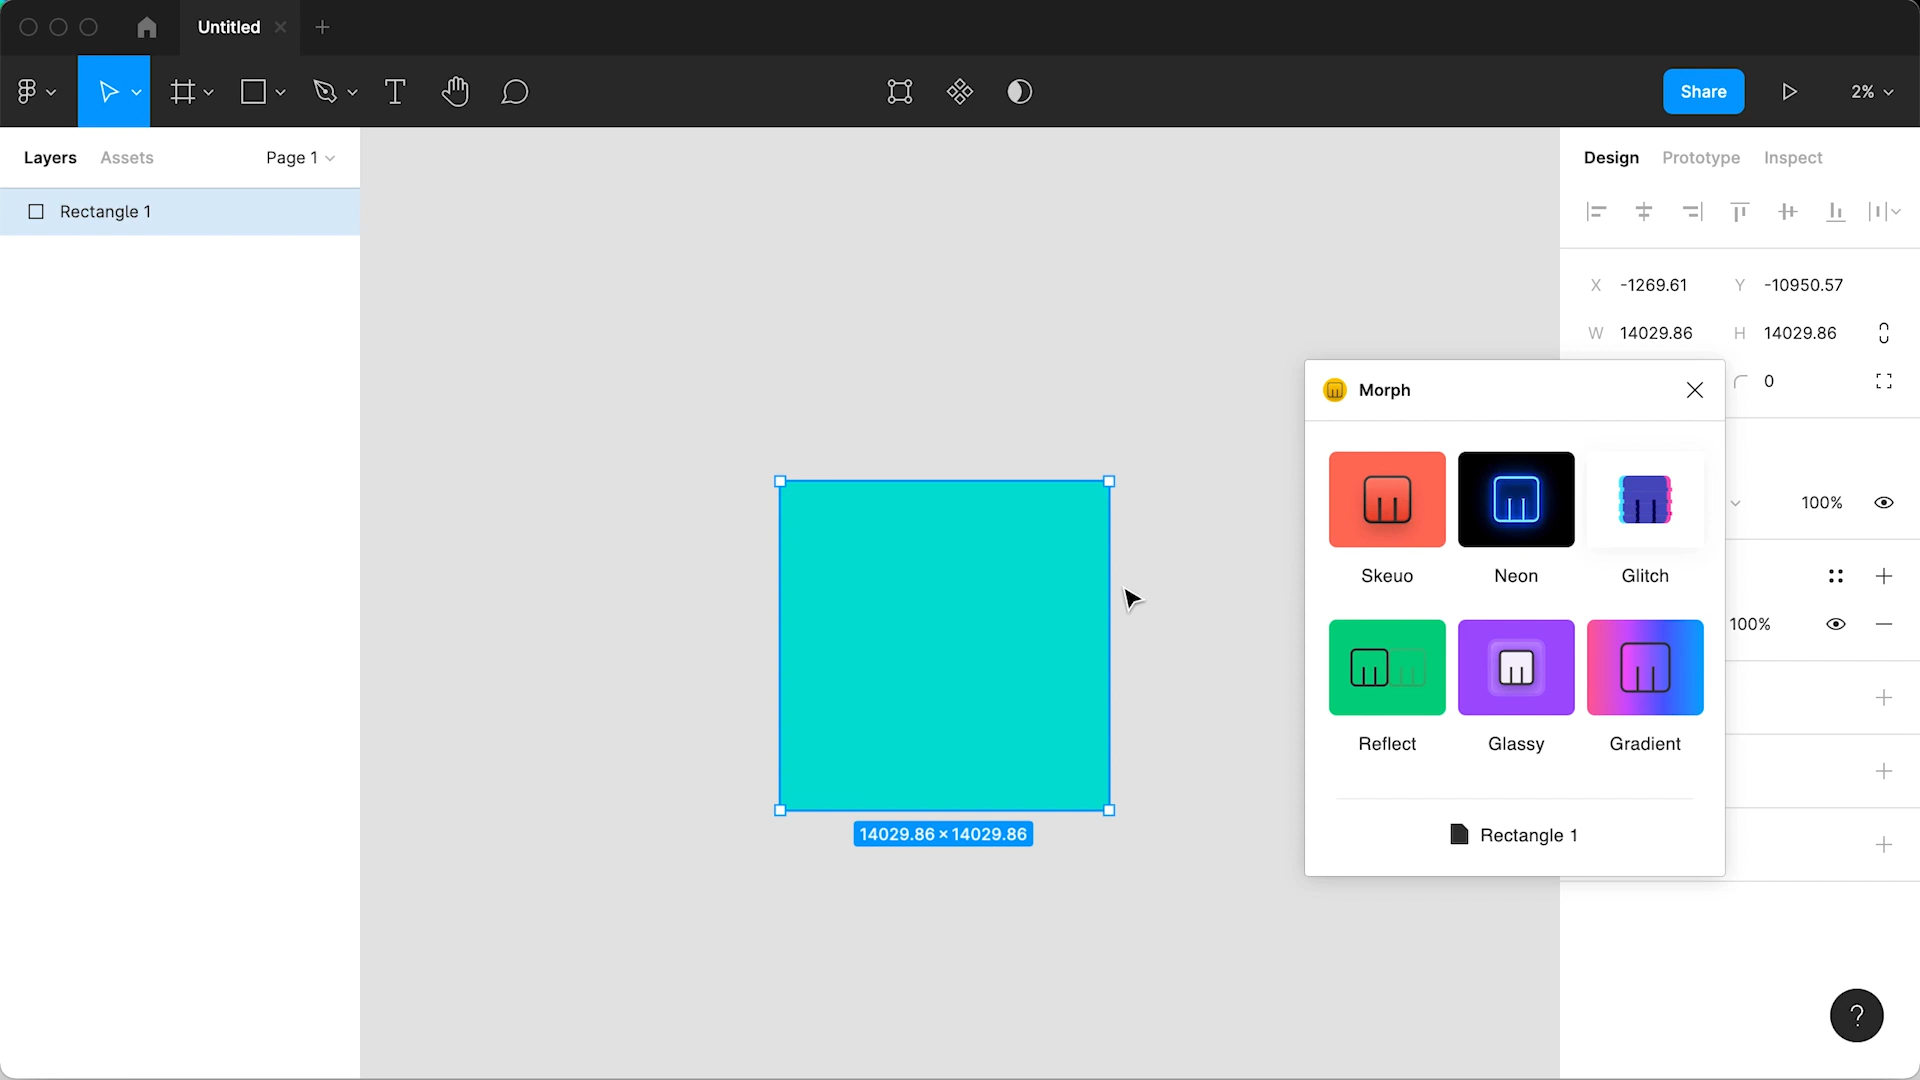 Untitled
Share
2%
Layers Assets Page 1
Rectangle 1
Design Prototype Inspect
X -1269.61 Y -10950.57
W 14029.86 H 14029.86
0
100%
100%
Morph
Skeuo Neon Glitch
Reflect Glassy Gradient
Rectangle 1
14029.86 × 14029.86
?